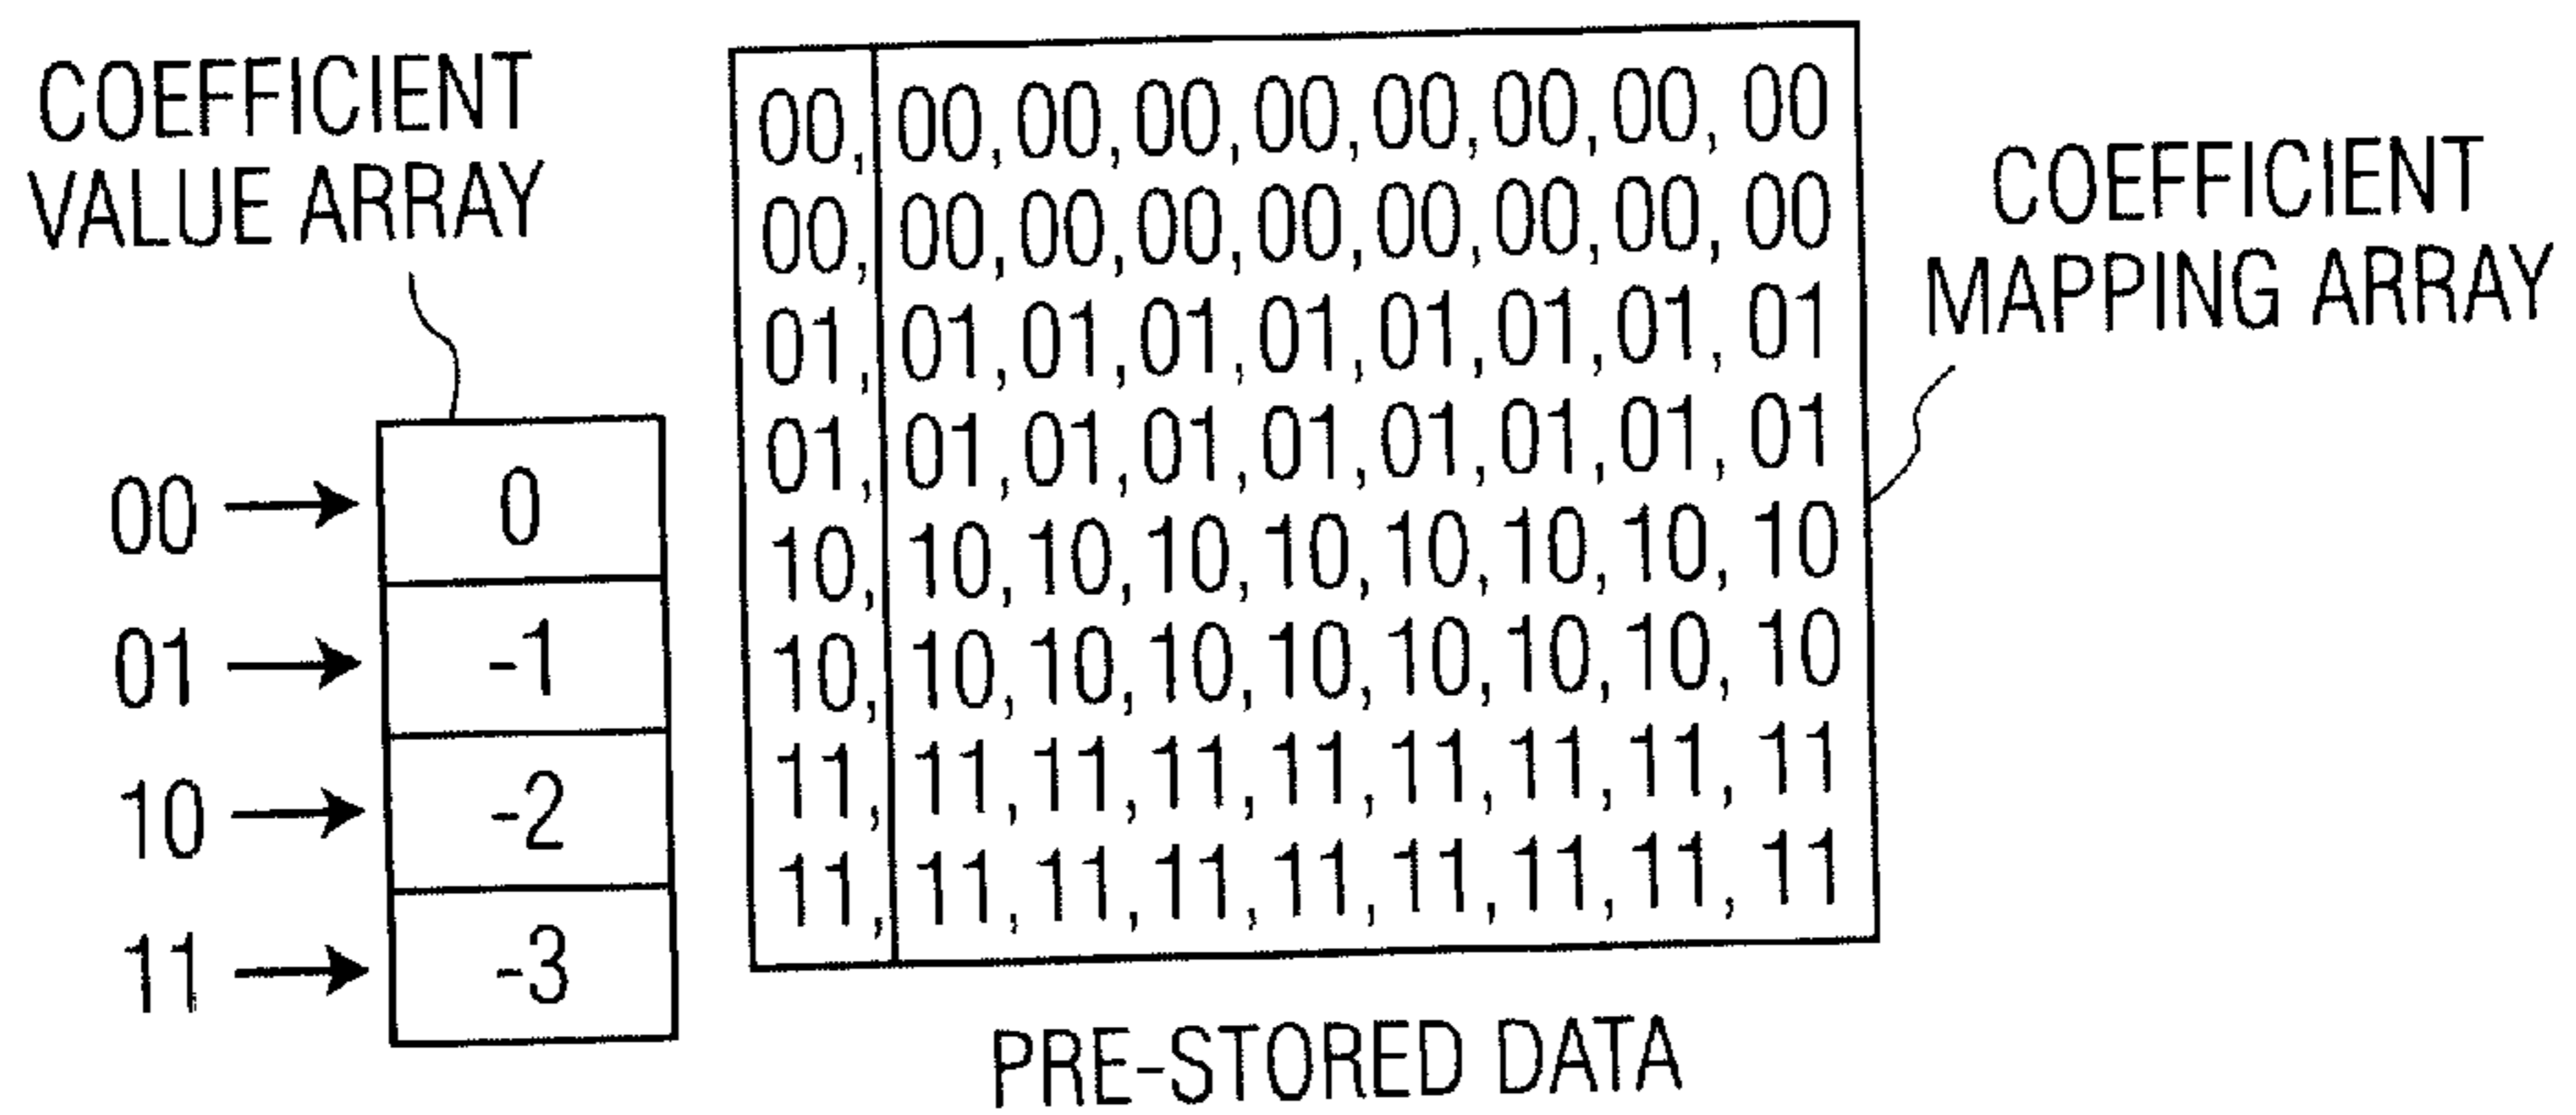 COEFFICIENT
VALUE ARRAY
00
0
01
-1
10
-2
11
-3
00, 00, 00, 00, 00, 00, 00, 00, 00
00, 00, 00, 00, 00, 00, 00, 00, 00
01, 01, 01, 01, 01, 01, 01, 01, 01
01, 01, 01, 01, 01, 01, 01, 01, 01
10, 10, 10, 10, 10, 10, 10, 10, 10
10, 10, 10, 10, 10, 10, 10, 10, 10
11, 11, 11, 11, 11, 11, 11, 11, 11
11, 11, 11, 11, 11, 11, 11, 11, 11
COEFFICIENT
MAPPING ARRAY
PRE-STORED DATA